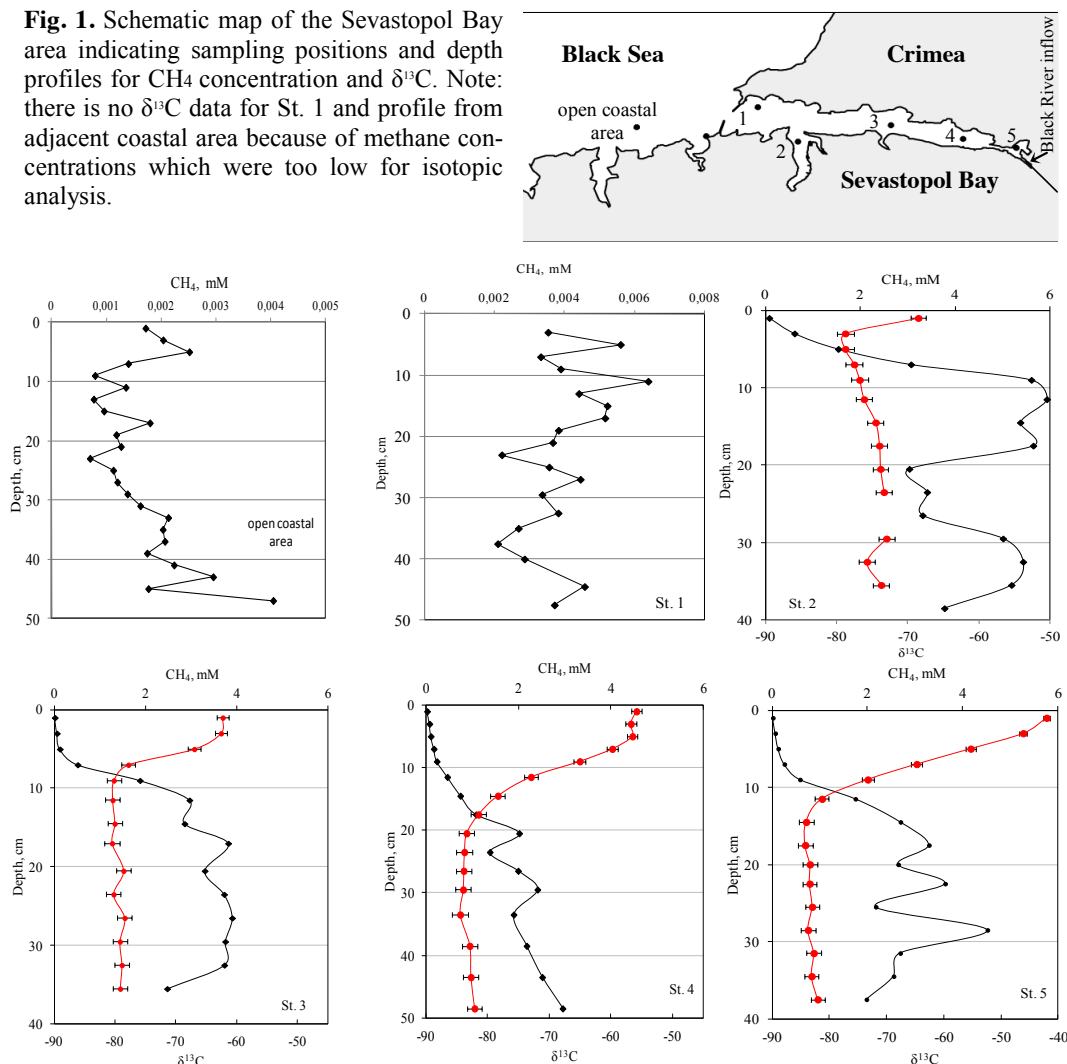 Fig. 1. Schematic map of the Sevastopol Bay
area indicating sampling positions and depth
profiles for CH4 concentration and δ¹³C. Note:
there is no δ¹³C data for St. 1 and profile from
adjacent coastal area because of methane con-
centrations which were too low for isotopic
analysis.
Black Sea
Crimea
open coastal
area
1
2
3
4
5
Black River inflow
Sevastopol Bay
CH₄, mM
0 0,001 0,002 0,003 0,004 0,005
Depth, cm
0
10
20
30
40
50
open coastal
area
CH₄, mM
0 0,002 0,004 0,006 0,008
Depth, cm
0
10
20
30
40
50
St. 1
CH₄, mM
0 2 4 6
Depth, cm
0
10
20
30
40
St. 2
-90 -80 -70 -60 -50
δ¹³C
CH₄, mM
0 2 4 6
Depth, cm
0
10
20
30
40
St. 3
-90 -80 -70 -60 -50
δ¹³C
CH₄, mM
0 2 4 6
Depth, cm
0
10
20
30
40
50
St. 4
-90 -80 -70 -60 -50 -40
δ¹³C
CH₄, mM
0 2 4 6
Depth, cm
0
10
20
30
40
St. 5
-90 -80 -70 -60 -50 -40
δ¹³C